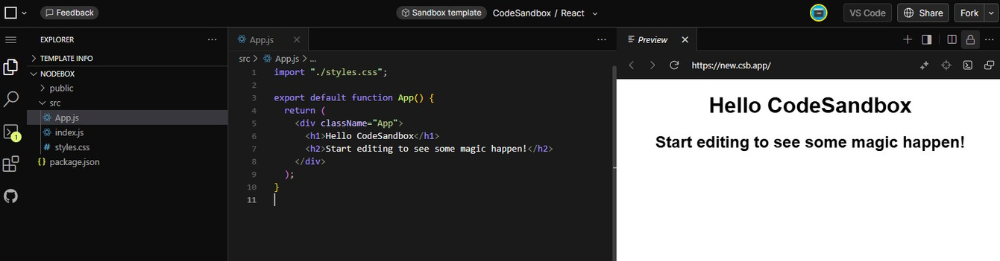 Feedback
Sandbox template CodeSandbox / React
VS Code Share Fork
EXPLORER
TEMPLATE INFO
NODEBOX
public
src
App.js
index.js
# styles.css
{} package.json
1
App.js
src > App.js > ...
1 import "./styles.css";
2
3 export default function App() {
4 return (
5 <div className="App">
6 <h1>Hello CodeSandbox</h1>
7 <h2>Start editing to see some magic happen!</h2>
8 </div>
9 );
10 }
11
Preview
https://new.csb.app/
Hello CodeSandbox
Start editing to see some magic happen!